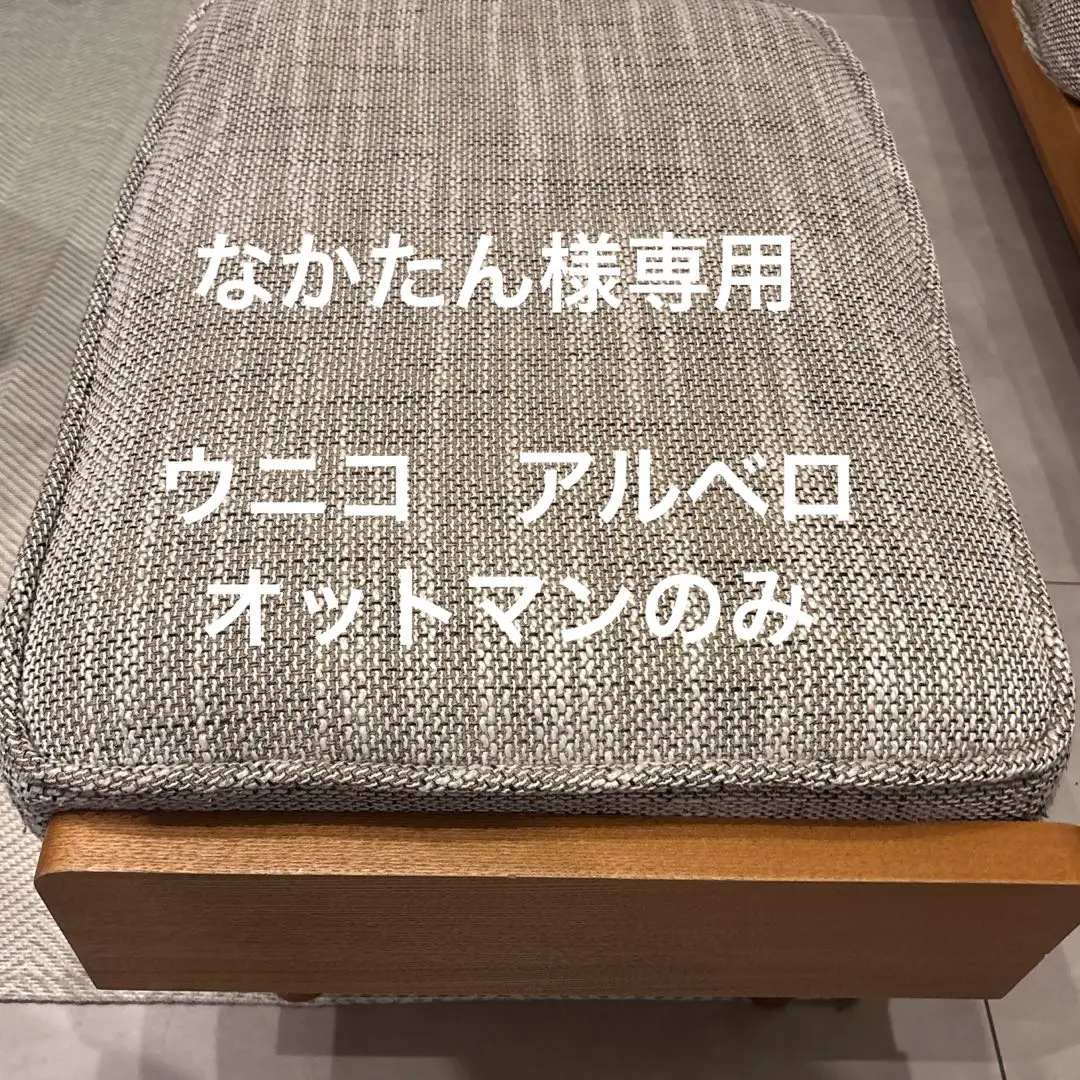 なかたん様専用
ウニコ　アルベロ
オットマンのみ